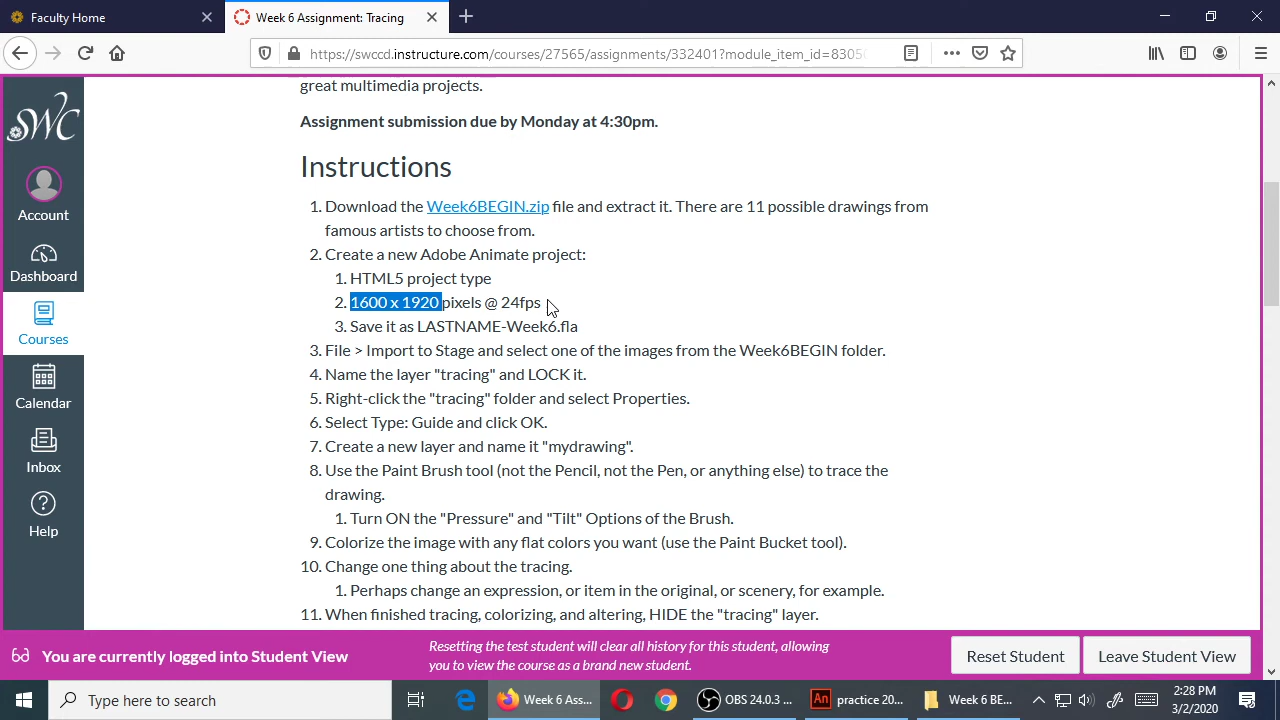 Faculty Home
Week 6 Assignment: Tracing
https://swccd.instructure.com/courses/27565/assignments/332401?module_item_id=8305
great multimedia projects.
SWC
Assignment submission due by Monday at 4:30pm.
Instructions
Account
1. Download the Week6BEGIN.zip file and extract it. There are 11 possible drawings from
famous artists to choose from.
2. Create a new Adobe Animate project:
Dashboard
1. HTML5 project type
2. 1600 x 1920 pixels @ 24fps
3. Save it as LASTNAME-Week6.fla
Courses
3. File > Import to Stage and select one of the images from the Week6BEGIN folder.
4. Name the layer "tracing" and LOCK it.
Calendar
5. Right-click the "tracing" folder and select Properties.
6. Select Type: Guide and click OK.
7. Create a new layer and name it "mydrawing".
Inbox
8. Use the Paint Brush tool (not the Pencil, not the Pen, or anything else) to trace the
drawing.
1. Turn ON the "Pressure" and "Tilt" Options of the Brush.
Help
9. Colorize the image with any flat colors you want (use the Paint Bucket tool).
10. Change one thing about the tracing.
1. Perhaps change an expression, or item in the original, or scenery, for example.
11. When finished tracing, colorizing, and altering, HIDE the "tracing" layer.
You are currently logged into Student View
Resetting the test student will clear all history for this student, allowing
you to view the course as a brand new student.
Reset Student
Leave Student View
Type here to search
Week 6 Ass...
OBS 24.0.3 ...
An
practice 20...
Week 6 BE...
2:28 PM
3/2/2020